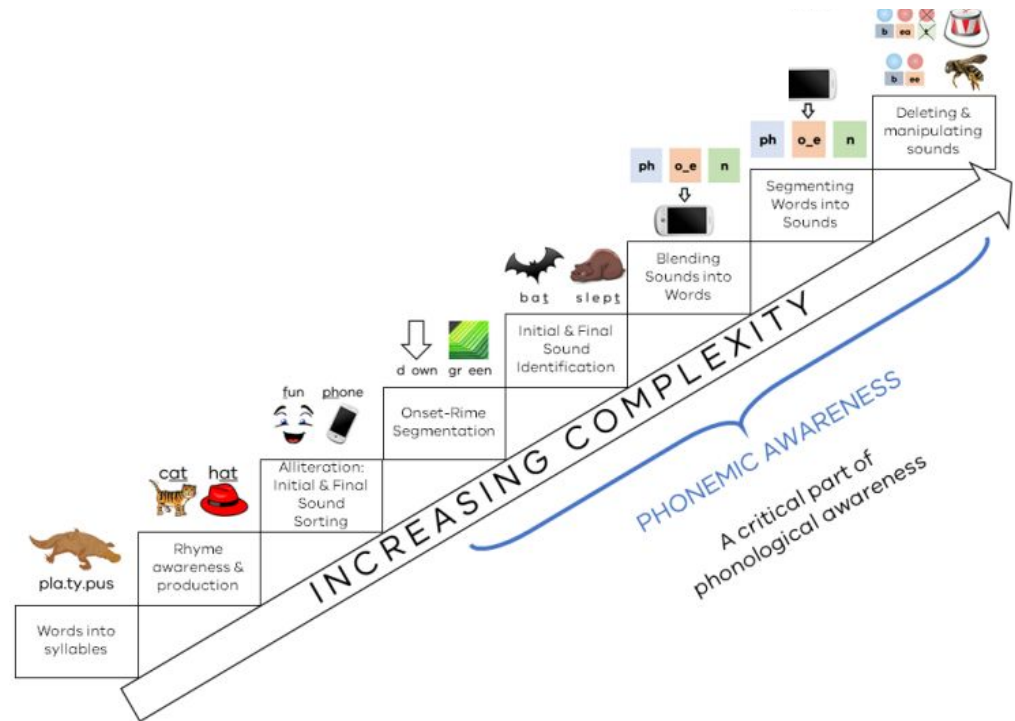 b ea t
b ee
Deleting &
manipulating
sounds
ph o_e n
Segmenting
Words into
Sounds
ph o_e n
Blending
Sounds into
Words
bat slept
Initial & Final
Sound
Identification
d own gr een
Onset-Rime
Segmentation
fun phone
Alliteration:
Initial & Final
Sound
Sorting
cat hat
Rhyme
awareness &
production
pla.ty.pus
Words into
syllables
INCREASING COMPLEXITY
PHONEMIC AWARENESS
A critical part of
phonological awareness